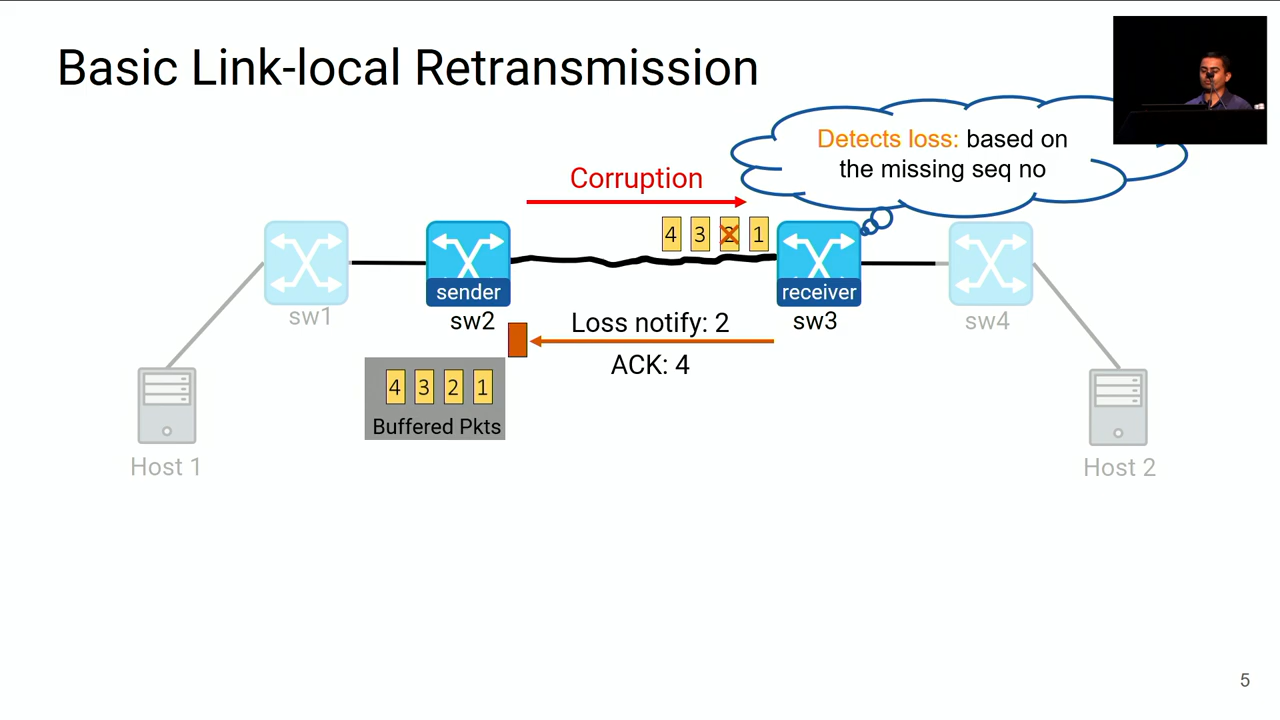 Basic Link-local Retransmission
Detects loss: based on
the missing seq no
Corruption
4 3 2 1
sender
receiver
sw1
sw2
sw3
sw4
Loss notify: 2
ACK: 4
4 3 2 1
Buffered Pkts
Host 1
Host 2
5